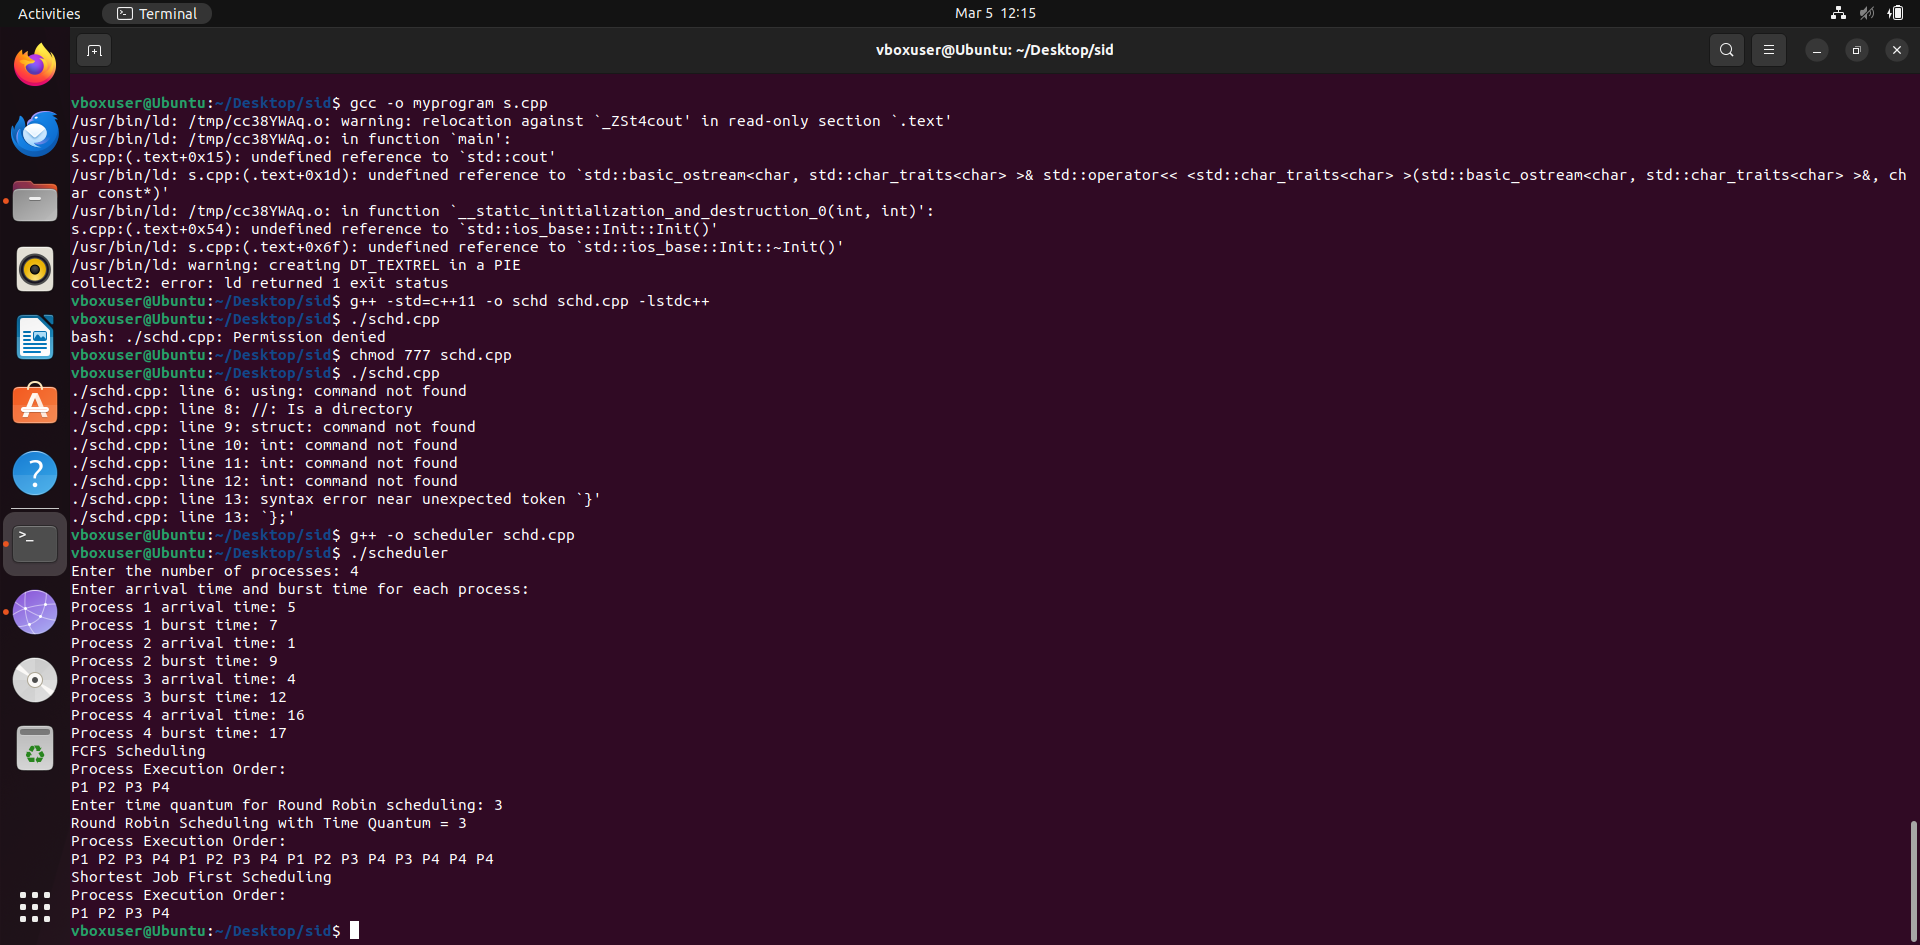 Activities
Terminal
Mar 5 12:15
vboxuser@Ubuntu: ~/Desktop/sid
vboxuser@Ubuntu:~/Desktop/sid$ gcc -o myprogram s.cpp
/usr/bin/ld: /tmp/cc38YWAq.o: warning: relocation against `_ZSt4cout' in read-only section `.text'
/usr/bin/ld: /tmp/cc38YWAq.o: in function `main':
s.cpp:(.text+0x15): undefined reference to `std::cout'
/usr/bin/ld: s.cpp:(.text+0x1d): undefined reference to `std::basic_ostream<char, std::char_traits<char> >& std::operator<< <std::char_traits<char> >(std::basic_ostream<char, std::char_traits<char> >&, ch
ar const*)'
/usr/bin/ld: /tmp/cc38YWAq.o: in function `__static_initialization_and_destruction_0(int, int)':
s.cpp:(.text+0x54): undefined reference to `std::ios_base::Init::Init()'
/usr/bin/ld: s.cpp:(.text+0x6f): undefined reference to `std::ios_base::Init::~Init()'
/usr/bin/ld: warning: creating DT_TEXTREL in a PIE
collect2: error: ld returned 1 exit status
vboxuser@Ubuntu:~/Desktop/sid$ g++ -std=c++11 -o schd schd.cpp -lstdc++
vboxuser@Ubuntu:~/Desktop/sid$ ./schd.cpp
bash: ./schd.cpp: Permission denied
vboxuser@Ubuntu:~/Desktop/sid$ chmod 777 schd.cpp
vboxuser@Ubuntu:~/Desktop/sid$ ./schd.cpp
./schd.cpp: line 6: using: command not found
./schd.cpp: line 8: //: Is a directory
./schd.cpp: line 9: struct: command not found
./schd.cpp: line 10: int: command not found
./schd.cpp: line 11: int: command not found
./schd.cpp: line 12: int: command not found
./schd.cpp: line 13: syntax error near unexpected token `}'
./schd.cpp: line 13: `};'
vboxuser@Ubuntu:~/Desktop/sid$ g++ -o scheduler schd.cpp
vboxuser@Ubuntu:~/Desktop/sid$ ./scheduler
Enter the number of processes: 4
Enter arrival time and burst time for each process:
Process 1 arrival time: 5
Process 1 burst time: 7
Process 2 arrival time: 1
Process 2 burst time: 9
Process 3 arrival time: 4
Process 3 burst time: 12
Process 4 arrival time: 16
Process 4 burst time: 17
FCFS Scheduling
Process Execution Order:
P1 P2 P3 P4
Enter time quantum for Round Robin scheduling: 3
Round Robin Scheduling with Time Quantum = 3
Process Execution Order:
P1 P2 P3 P4 P1 P2 P3 P4 P1 P2 P3 P4 P3 P4 P4 P4
Shortest Job First Scheduling
Process Execution Order:
P1 P2 P3 P4
vboxuser@Ubuntu:~/Desktop/sid$